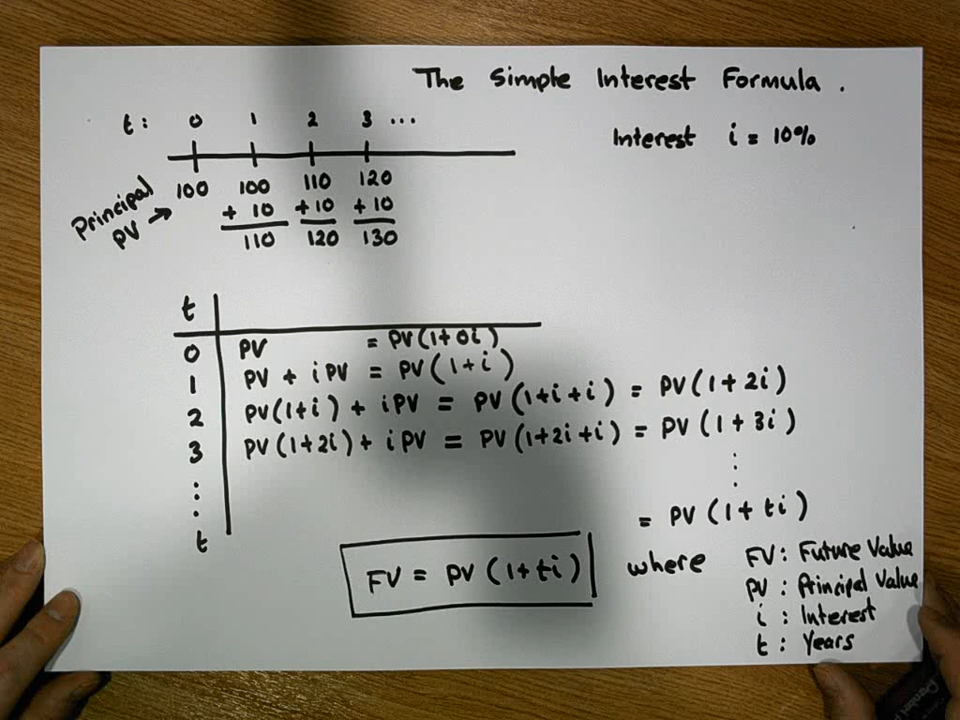 The Simple Interest Formula.
t: 0 1 2 3 ...
Interest i = 10%
100 100 110 120
+ 10 +10 + 10
110 120 130
Principal
PV →
t
0 PV = PV(1+0i)
1 PV + iPV = PV(1+i)
2 PV(1+i) + iPV = PV(1+i+i) = PV(1+2i)
3 PV(1+2i) + iPV = PV(1+2i+i) = PV(1+3i)
⋮ ⋮
t = PV(1+ti)
FV = PV(1+ti) where FV: Future Value
PV: Principal Value
i: Interest
t: Years